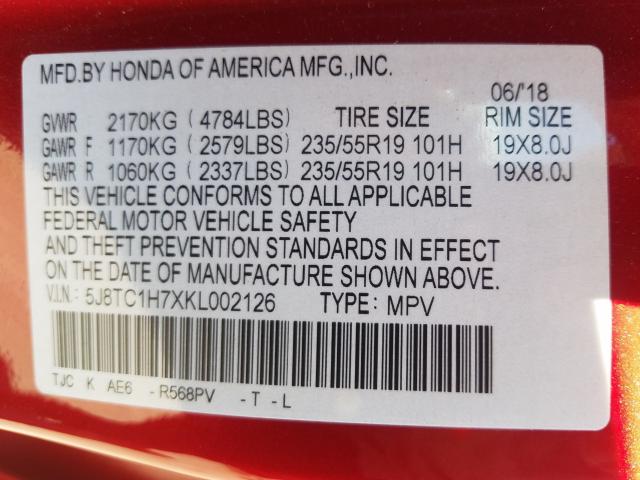 MFD.BY HONDA OF AMERICA MFG.,INC.
06/'18
GVWR 2170KG ( 4784LBS) TIRE SIZE RIM SIZE
GAWR F 1170KG ( 2579LBS) 235/55R19 101H 19X8.0J
GAWR R 1060KG ( 2337LBS) 235/55R19 101H 19X8.0J
THIS VEHICLE CONFORMS TO ALL APPLICABLE
FEDERAL MOTOR VEHICLE SAFETY
AND THEFT PREVENTION STANDARDS IN EFFECT
ON THE DATE OF MANUFACTURE SHOWN ABOVE.
V.I.N.: 5J8TC1H7XKL002126 TYPE: MPV
TJC K AE6 - R568PV - T - L